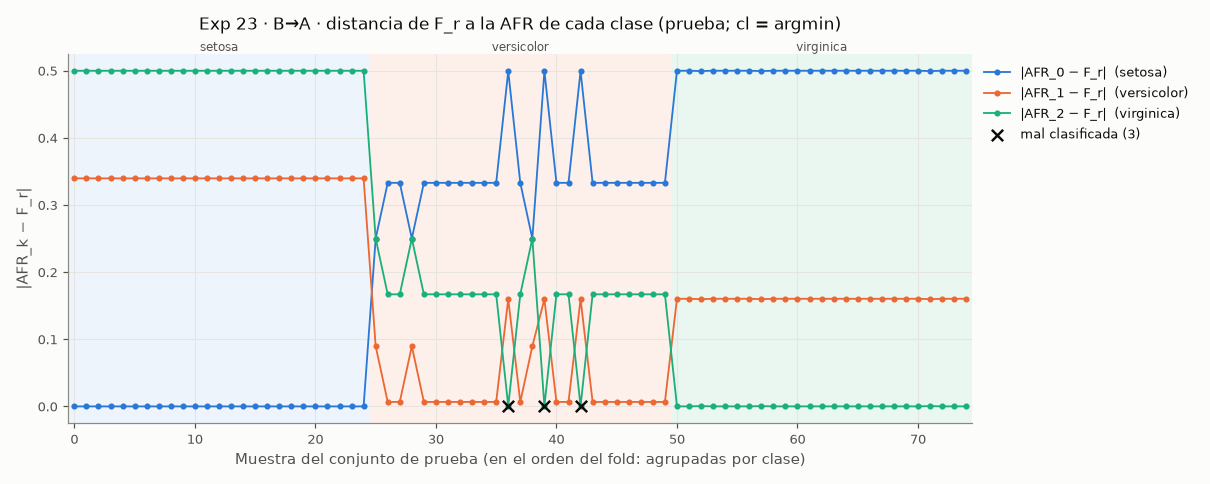 Exp 23 · B→A · distancia de F_r a la AFR de cada clase (prueba; cl = argmin)
setosa
versicolor
virginica
|AFR_0 − F_r| (setosa)
|AFR_1 − F_r| (versicolor)
|AFR_2 − F_r| (virginica)
mal clasificada (3)
|AFR_k − F_r|
0.5
0.4
0.3
0.2
0.1
0.0
0 10 20 30 40 50 60 70
Muestra del conjunto de prueba (en el orden del fold: agrupadas por clase)